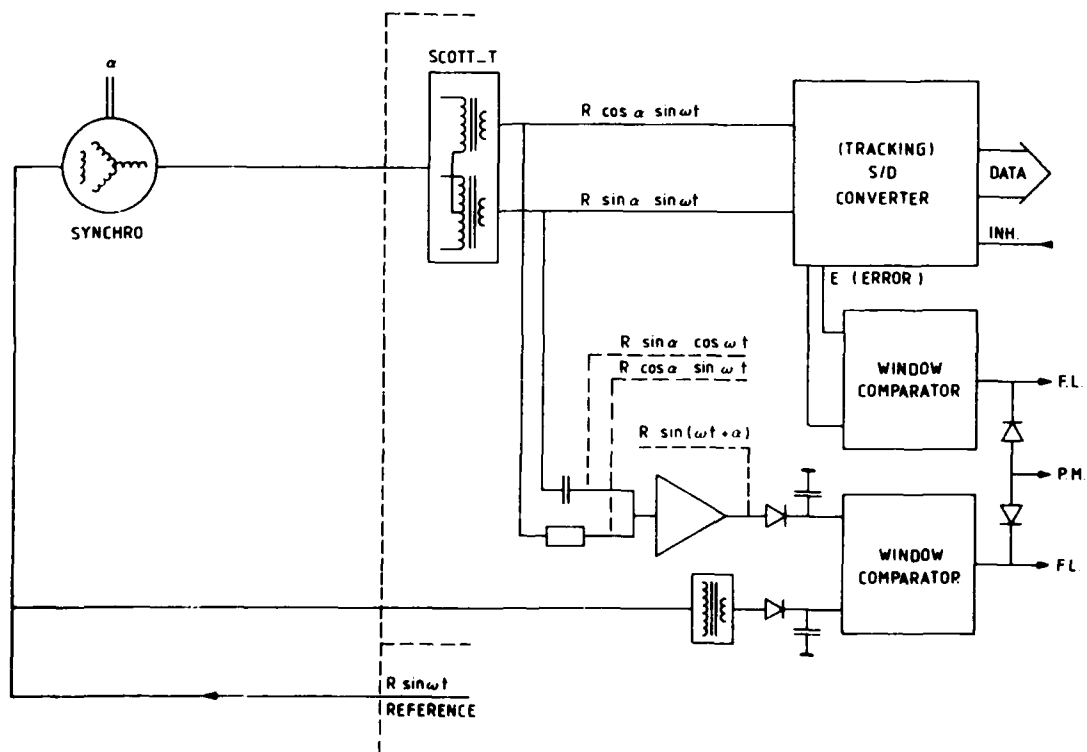 SCOTT_T
α
SYNCHRO
R cos α sin ωt
R sin α sin ωt
(TRACKING)
S/D
CONVERTER
DATA
INH.
E (ERROR)
R sin α cos ω t
R cos α sin ω t
R sin(ωt + α)
WINDOW
COMPARATOR
F.L.
P.M.
WINDOW
COMPARATOR
F.L.
R sin ωt
REFERENCE